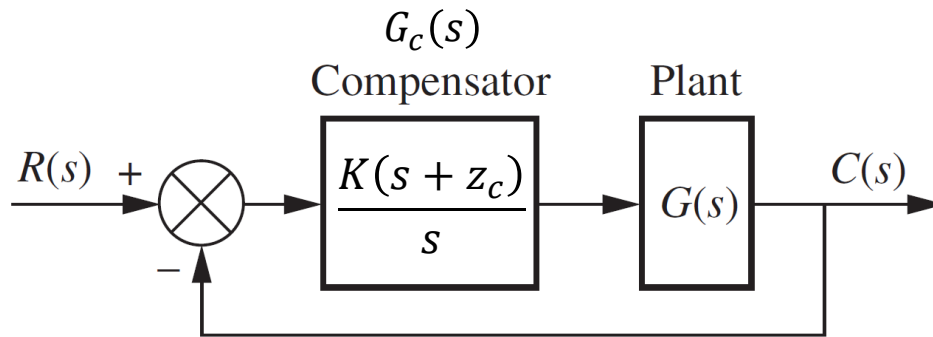 G_c(s)
Compensator
Plant
R(s)
+
K(s + z_c)
s
G(s)
C(s)
−